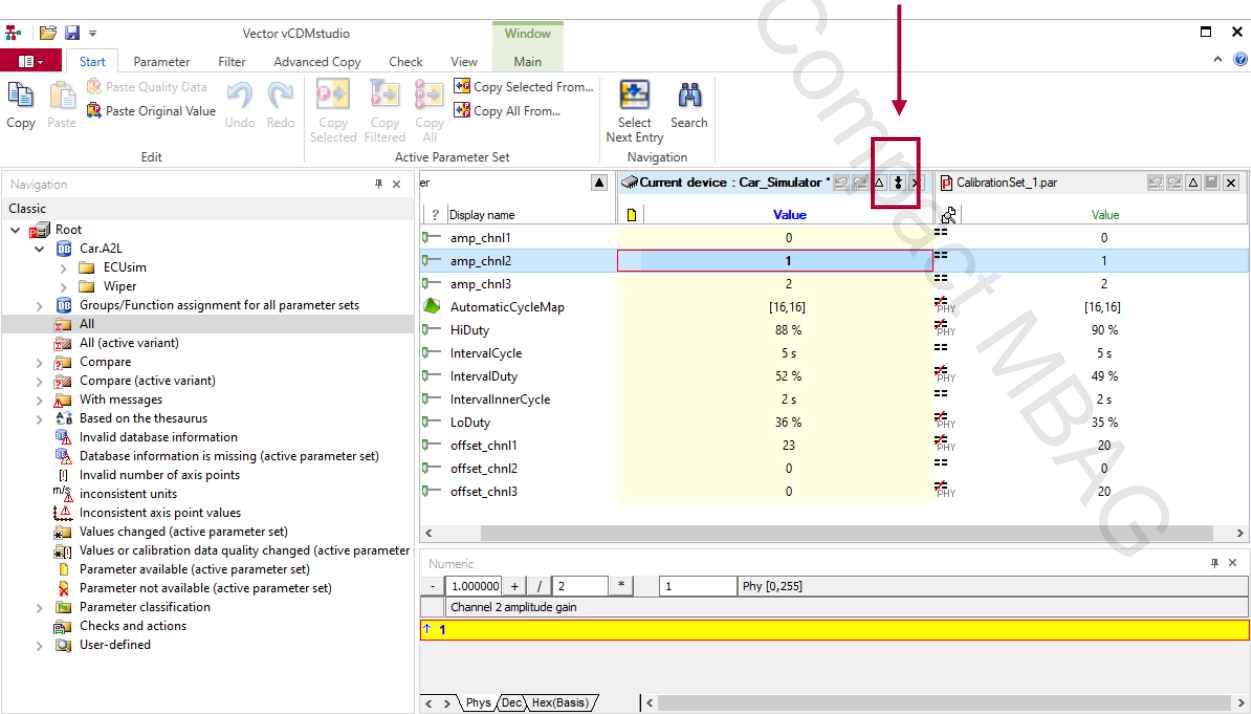 Vector vCDMstudio
Window
Start Parameter Filter Advanced Copy Check View Main
Copy
Paste
Paste Quality Data
Paste Original Value
Undo
Redo
Copy Selected
Copy Filtered
Copy All
Copy Selected From...
Copy All From...
Select Next Entry
Search
Edit
Active Parameter Set
Navigation
Navigation
Classic
Root
Car.A2L
ECUsim
Wiper
Groups/Function assignment for all parameter sets
All
All (active variant)
Compare
Compare (active variant)
With messages
Based on the thesaurus
Invalid database information
Database information is missing (active parameter set)
Invalid number of axis points
inconsistent units
Inconsistent axis point values
Values changed (active parameter set)
Values or calibration data quality changed (active parameter
Parameter available (active parameter set)
Parameter not available (active parameter set)
Parameter classification
Checks and actions
User-defined
er
Current device : Car_Simulator *
CalibrationSet_1.par
? Display name Value Value
amp_chnl1 0 == 0
amp_chnl2 1 == 1
amp_chnl3 2 == 2
AutomaticCycleMap [16,16] PHY [16,16]
HiDuty 88 % PHY 90 %
IntervalCycle 5 s == 5 s
IntervalDuty 52 % PHY 49 %
IntervalInnerCycle 2 s == 2 s
LoDuty 36 % PHY 35 %
offset_chnl1 23 PHY 20
offset_chnl2 0 == 0
offset_chnl3 0 PHY 20
Numeric
- 1.000000 + / 2 * 1 Phy [0,255]
Channel 2 amplitude gain
1
Phys Dec Hex(Basis)
Compact MBAG